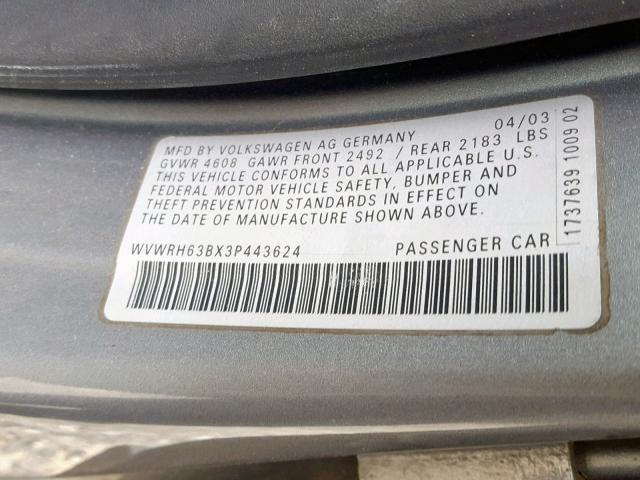 04/03
MFD BY VOLKSWAGEN AG GERMANY
GVWR 4608 GAWR FRONT 2492 / REAR 2183 LBS
THIS VEHICLE CONFORMS TO ALL APPLICABLE U.S.
FEDERAL MOTOR VEHICLE SAFETY, BUMPER AND
THEFT PREVENTION STANDARDS IN EFFECT ON
THE DATE OF MANUFACTURE SHOWN ABOVE.
WVWRH63BX3P443624 PASSENGER CAR
1737639 1009 02